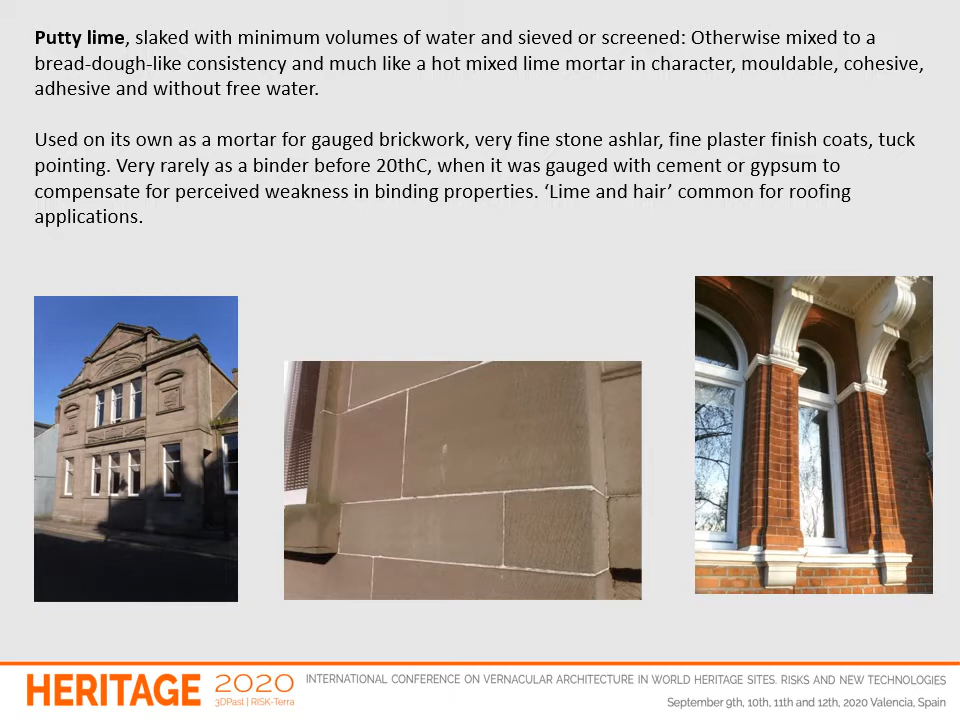 Putty lime, slaked with minimum volumes of water and sieved or screened: Otherwise mixed to a
bread-dough-like consistency and much like a hot mixed lime mortar in character, mouldable, cohesive,
adhesive and without free water.
Used on its own as a mortar for gauged brickwork, very fine stone ashlar, fine plaster finish coats, tuck
pointing. Very rarely as a binder before 20thC, when it was gauged with cement or gypsum to
compensate for perceived weakness in binding properties. ‘Lime and hair’ common for roofing
applications.
HERITAGE 2020
3DPast | RISK-Terra
INTERNATIONAL CONFERENCE ON VERNACULAR ARCHITECTURE IN WORLD HERITAGE SITES. RISKS AND NEW TECHNOLOGIES
September 9th, 10th, 11th and 12th, 2020 Valencia, Spain